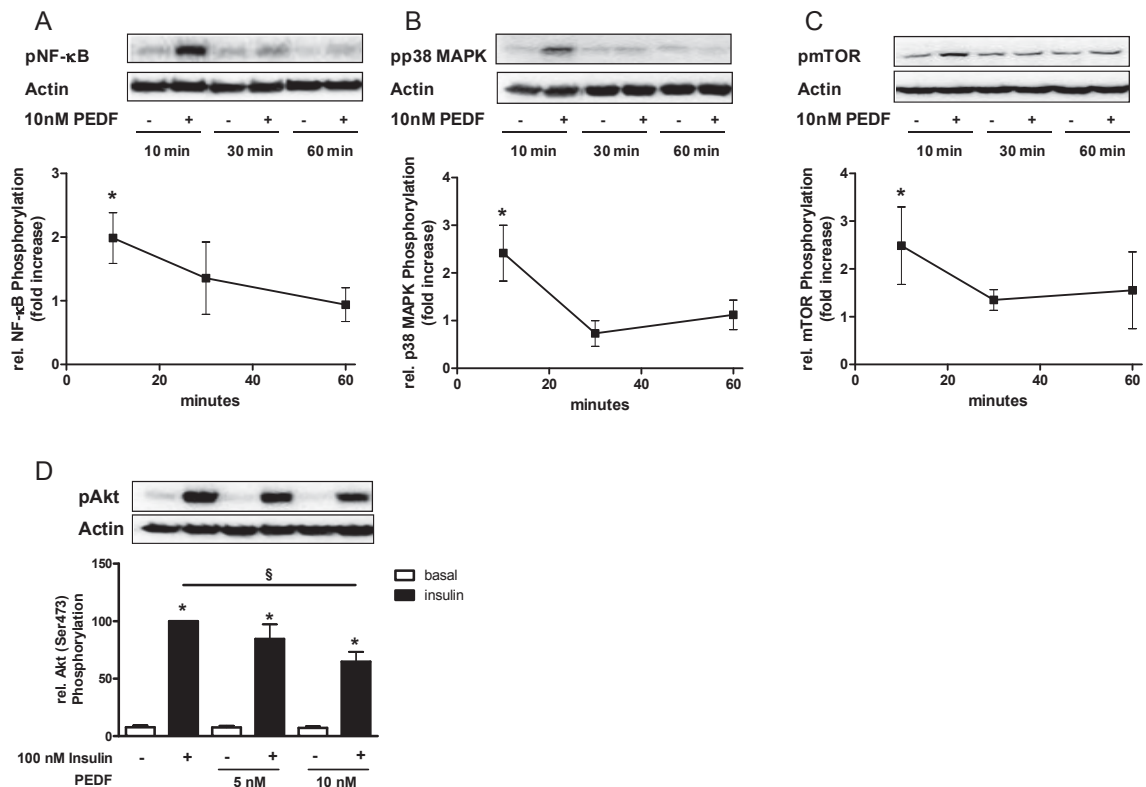 A
pNF-κB
Actin
10nM PEDF - + - + - +
10 min 30 min 60 min
rel. NF-κB Phosphorylation
(fold increase)
3
*
2
1
0
0 20 40 60
minutes
B
pp38 MAPK
Actin
10nM PEDF - + - + - +
10 min 30 min 60 min
rel. p38 MAPK Phosphorylation
(fold increase)
4
*
3
2
1
0
0 20 40 60
minutes
C
pmTOR
Actin
10nM PEDF - + - + - +
10 min 30 min 60 min
rel. mTOR Phosphorylation
(fold increase)
4
*
3
2
1
0
0 20 40 60
minutes
D
pAkt
Actin
rel. Akt (Ser473)
Phosphorylation
150
§
basal
insulin
100
* * *
50
0
100 nM Insulin - + - + - +
PEDF 5 nM 10 nM